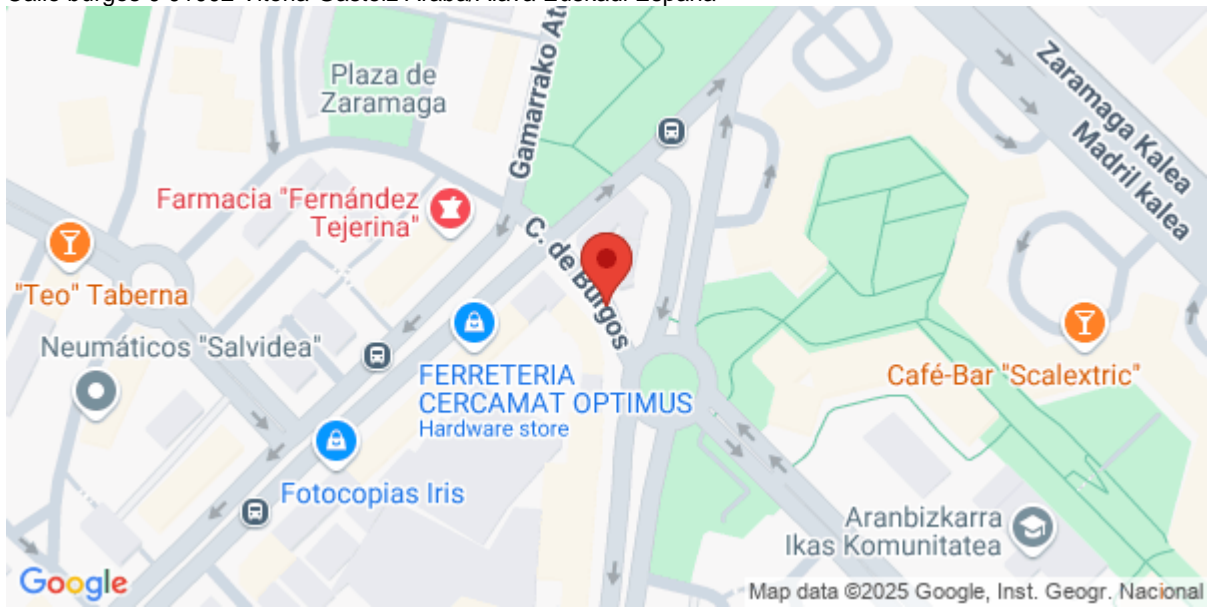 Plaza de
Zaramaga
Gamarrako
Zaramaga Kalea
Madril kalea
Farmacia "Fernández
Tejerina"
C. de Burgos
"Teo" Taberna
Neumáticos "Salvidea"
FERRETERIA
CERCAMAT OPTIMUS
Hardware store
Café-Bar "Scalextric"
Fotocopias Iris
Aranbizkarra
Ikas Komunitatea
Google
Map data ©2025 Google, Inst. Geogr. Nacional